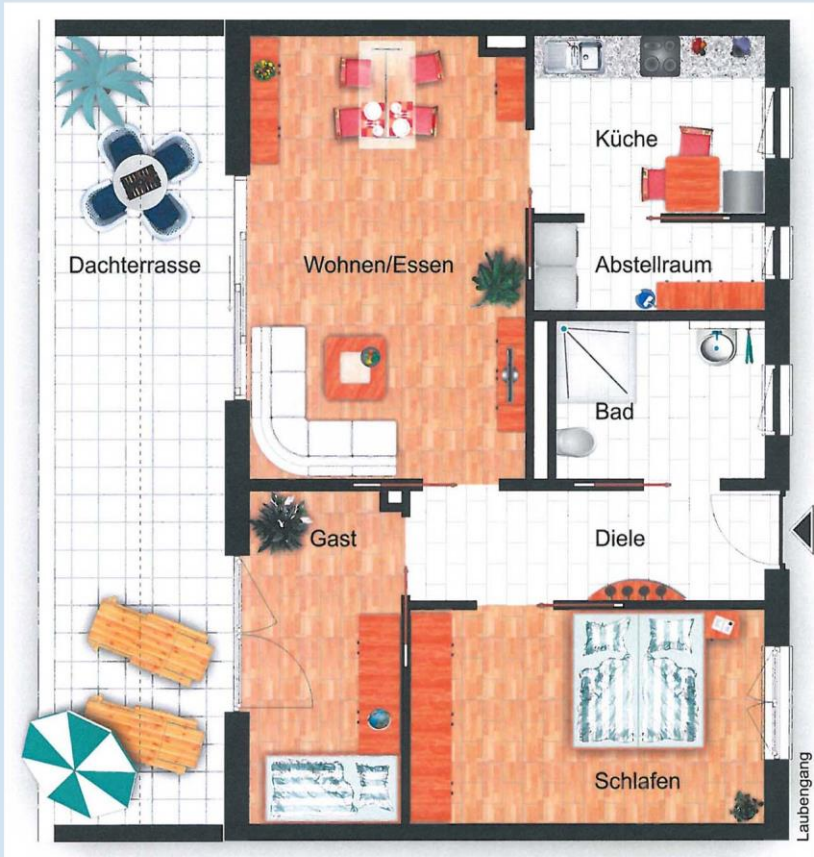 Küche
Dachterrasse
Wohnen/Essen
Abstellraum
Bad
Gast
Diele
Schlafen
Laubengang